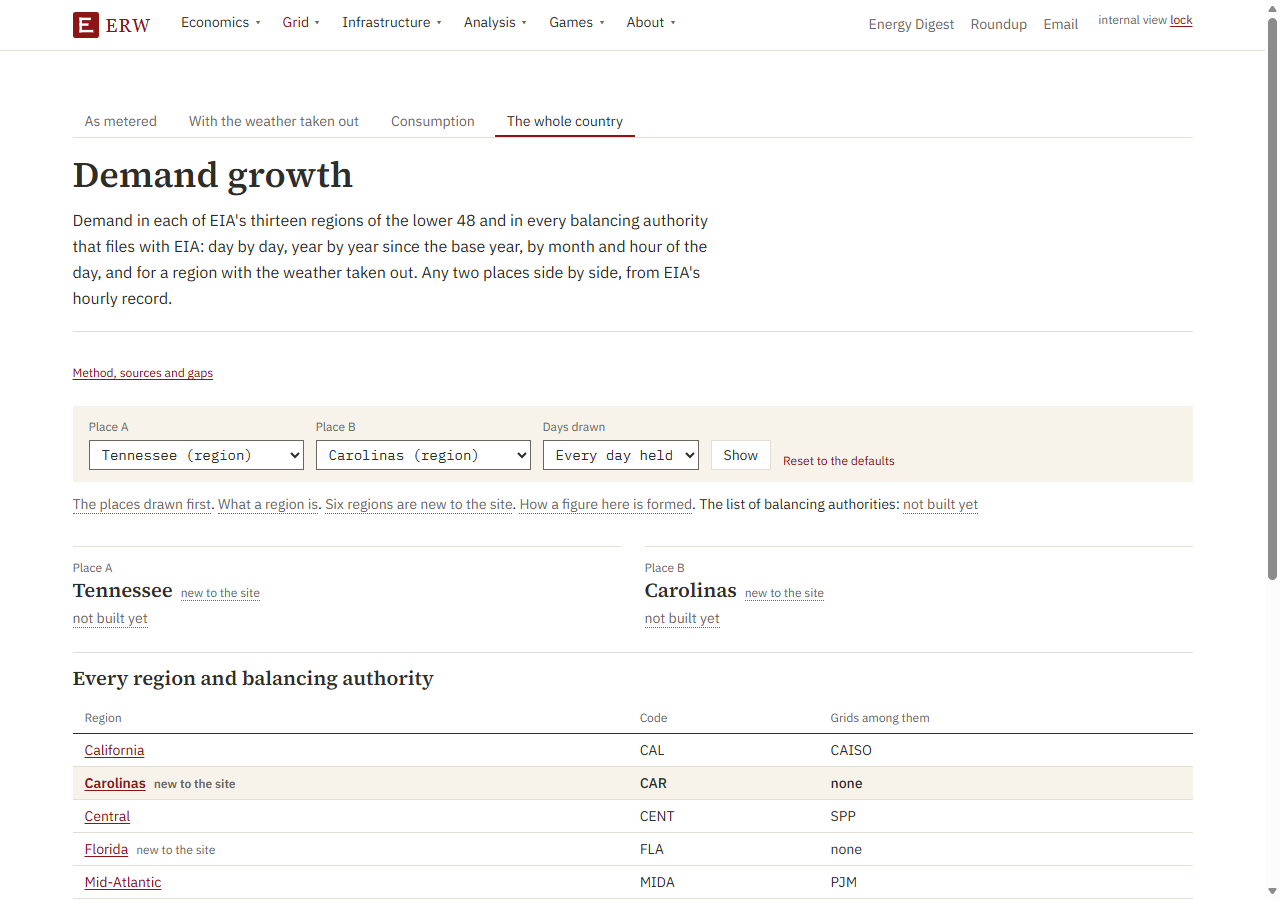 E ERW Economics ▾ Grid ▾ Infrastructure ▾ Analysis ▾ Games ▾ About ▾ Energy Digest Roundup Email internal view lock
As metered With the weather taken out Consumption The whole country
Demand growth
Demand in each of EIA's thirteen regions of the lower 48 and in every balancing authority
that files with EIA: day by day, year by year since the base year, by month and hour of the
day, and for a region with the weather taken out. Any two places side by side, from EIA's
hourly record.
Method, sources and gaps
Place A Place B Days drawn
Tennessee (region) Carolinas (region) Every day held Show Reset to the defaults
The places drawn first. What a region is. Six regions are new to the site. How a figure here is formed. The list of balancing authorities: not built yet
Place A
Tennessee new to the site
not built yet
Place B
Carolinas new to the site
not built yet
Every region and balancing authority
Region Code Grids among them
California CAL CAISO
Carolinas new to the site CAR none
Central CENT SPP
Florida new to the site FLA none
Mid-Atlantic MIDA PJM